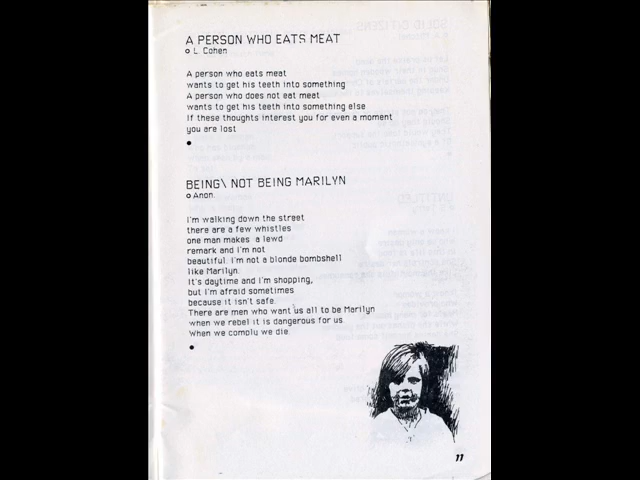 A PERSON WHO EATS MEAT
L. Cohen
A person who eats meat
wants to get his teeth into something
A person who does not eat meat
wants to get his teeth into something else
If these thoughts interest you for even a moment
you are lost
BEING\ NOT BEING MARILYN
Anon.
I'm walking down the street
there are a few whistles
one man makes a lewd
remark and I'm not
beautiful. I'm not a blonde bombshell
like Marilyn.
It's daytime and I'm shopping,
but I'm afraid sometimes
because it isn't safe.
There are men who want us all to be Marilyn
when we rebel it is dangerous for us.
When we comply we die.
11